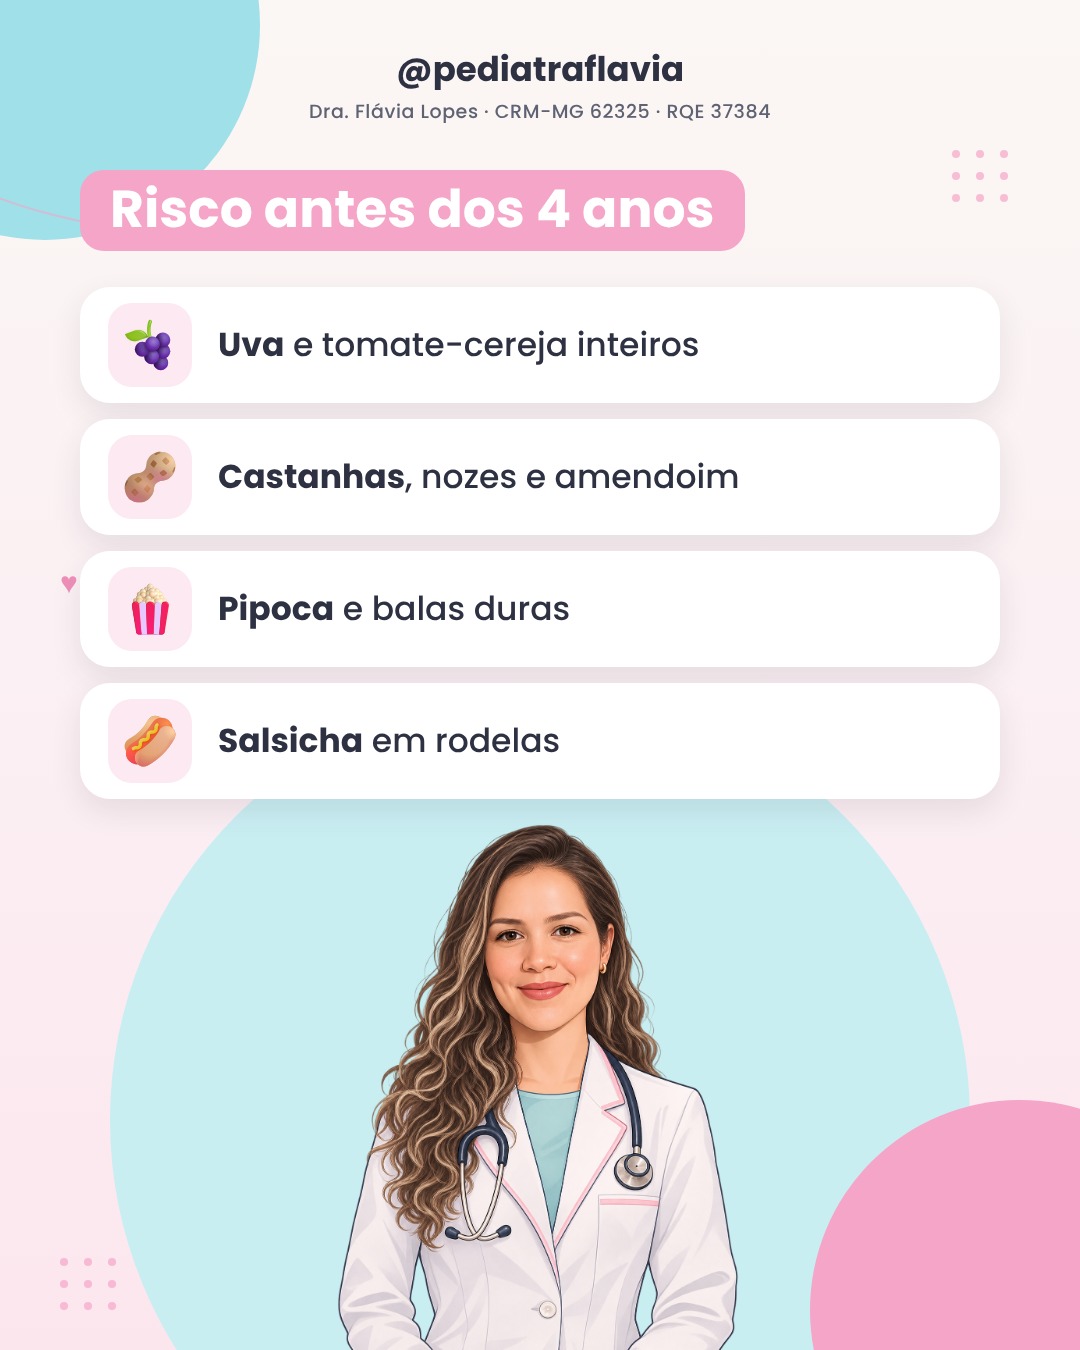 @pediatraflavia
Dra. Flávia Lopes · CRM-MG 62325 · RQE 37384
Risco antes dos 4 anos
Uva e tomate-cereja inteiros
Castanhas, nozes e amendoim
Pipoca e balas duras
Salsicha em rodelas